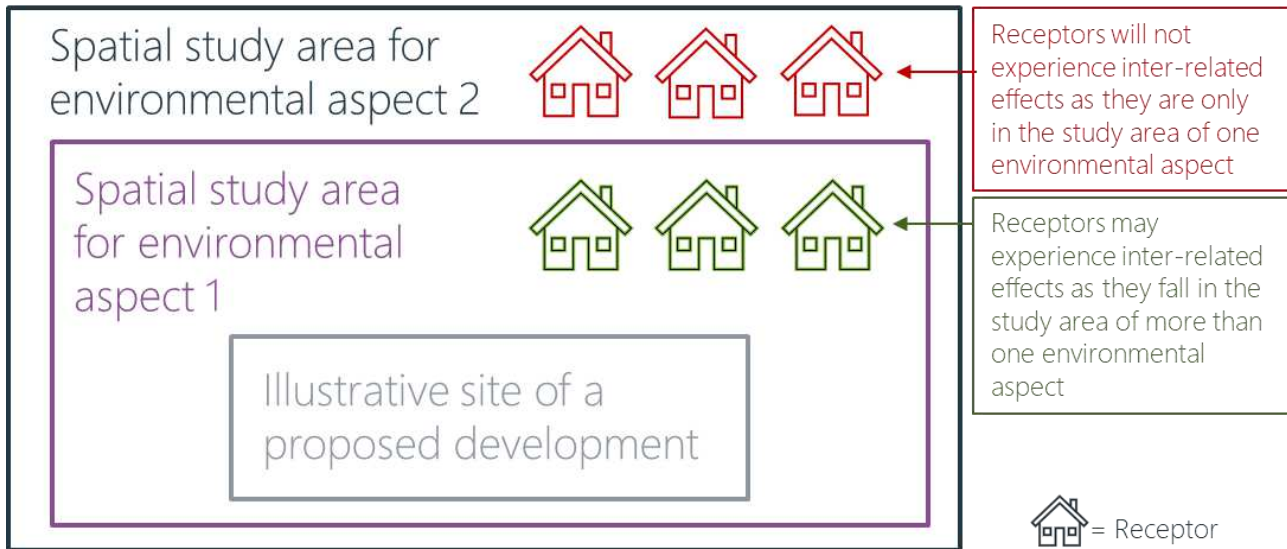 Spatial study area for
environmental aspect 2
Receptors will not
experience inter-related
effects as they are only
in the study area of one
environmental aspect
Spatial study area
for environmental
aspect 1
Receptors may
experience inter-related
effects as they fall in the
study area of more than
one environmental
aspect
Illustrative site of a
proposed development
= Receptor